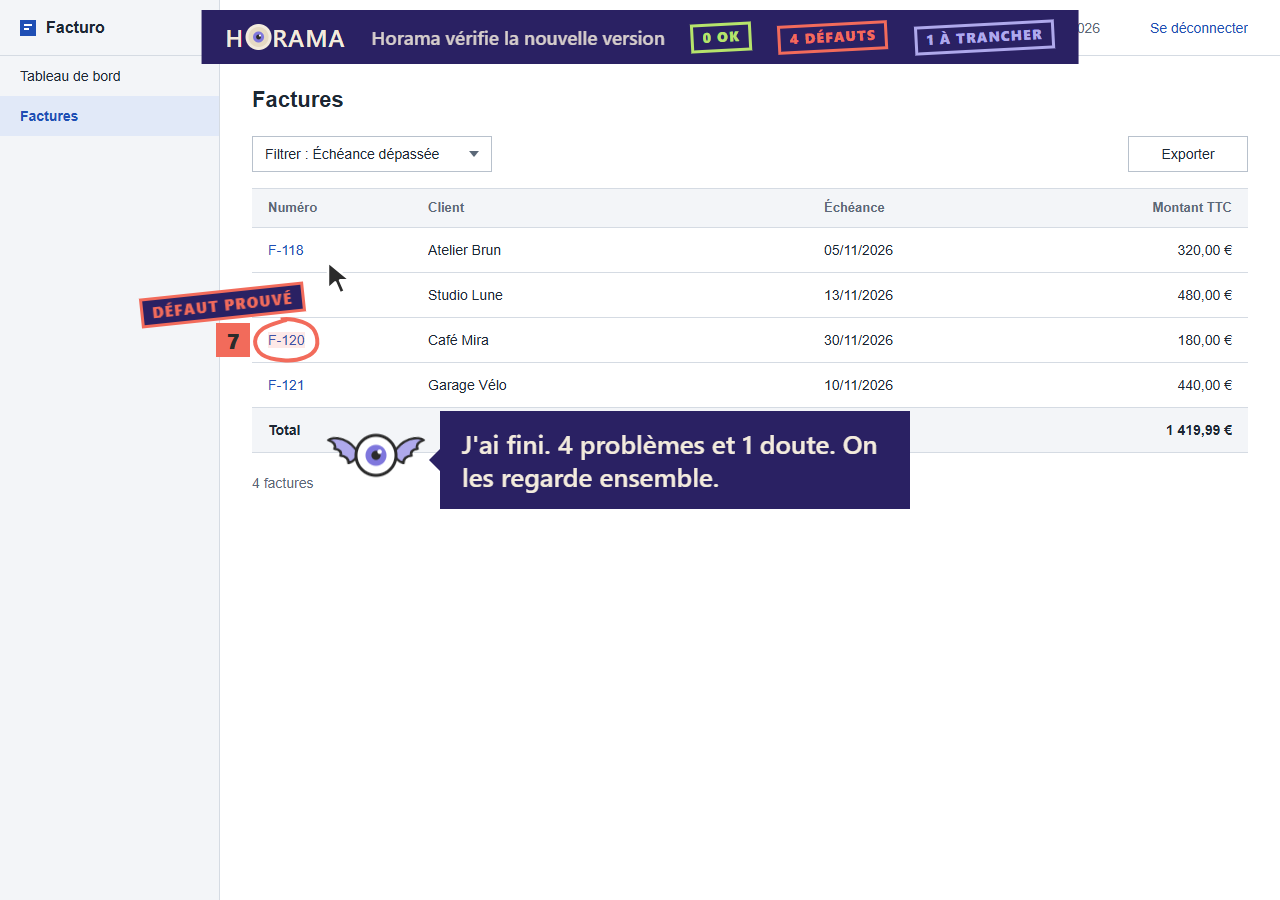 Facturo
HORAMA
Horama vérifie la nouvelle version
0 OK
4 DÉFAUTS
1 À TRANCHER
026
Se déconnecter
Tableau de bord
Factures
Factures
Filtrer : Échéance dépassée
Exporter
Numéro Client Échéance Montant TTC
F-118 Atelier Brun 05/11/2026 320,00 €
Studio Lune 13/11/2026 480,00 €
DÉFAUT PROUVÉ
7 F-120 Café Mira 30/11/2026 180,00 €
F-121 Garage Vélo 10/11/2026 440,00 €
Total 1 419,99 €
J'ai fini. 4 problèmes et 1 doute. On
les regarde ensemble.
4 factures